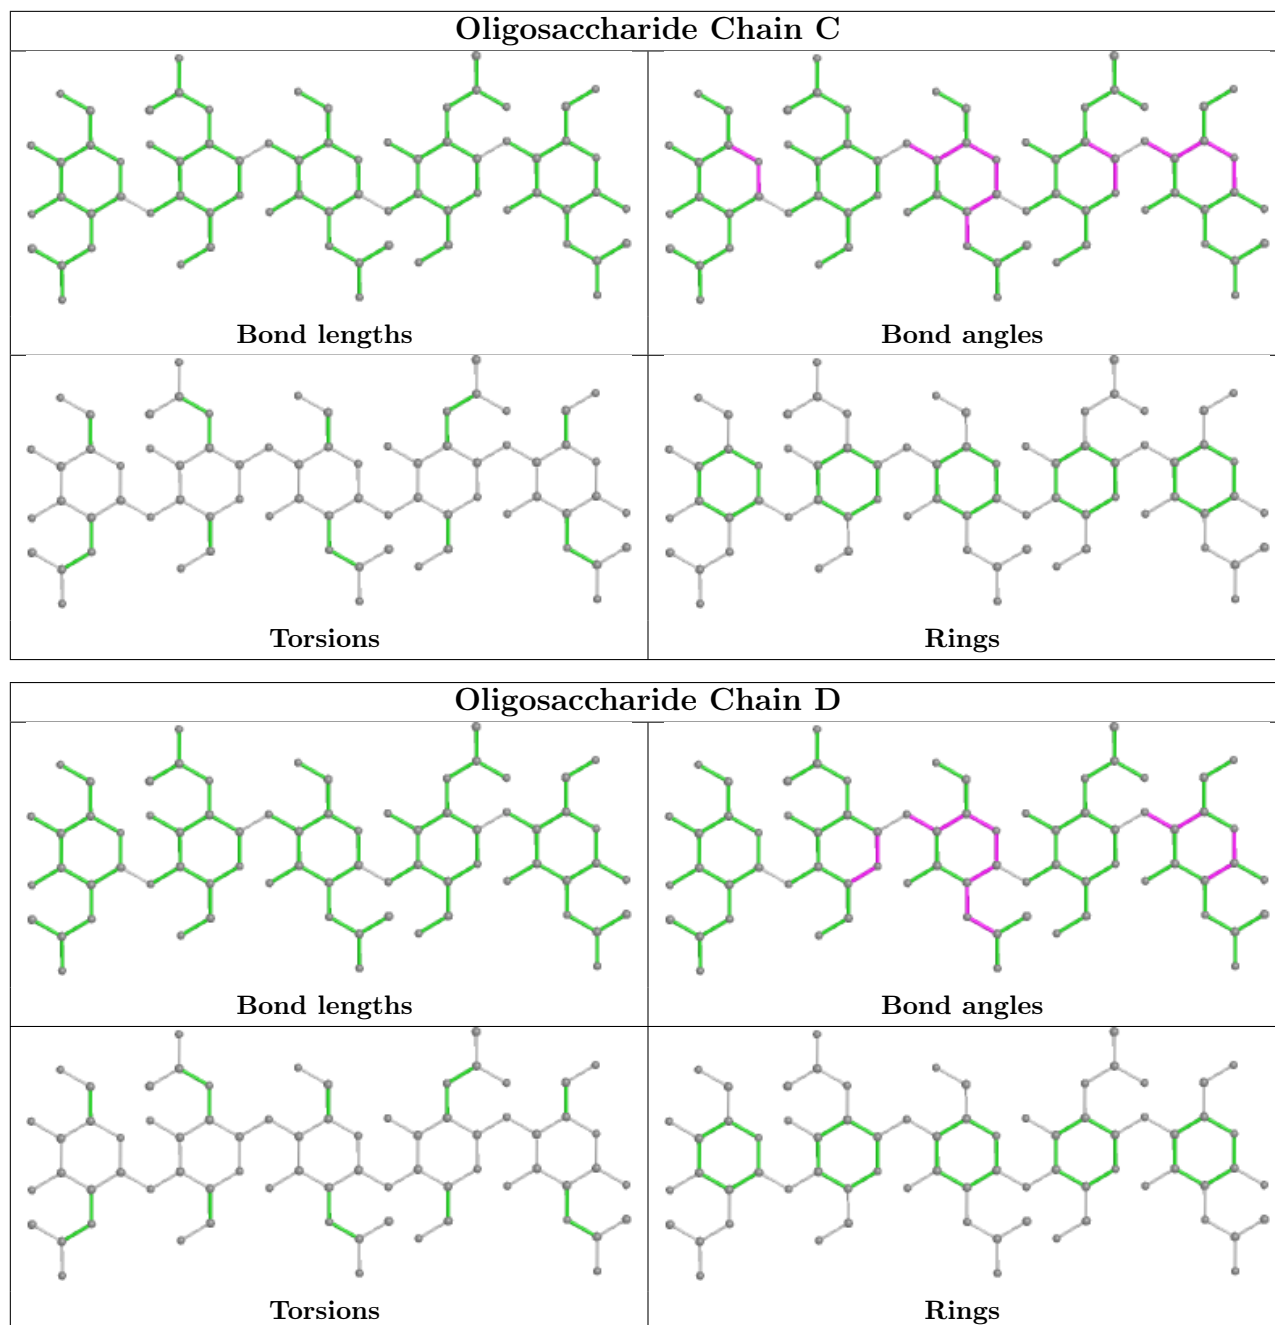 Oligosaccharide Chain C
Bond lengths
Bond angles
Torsions
Rings
Oligosaccharide Chain D
Bond lengths
Bond angles
Torsions
Rings